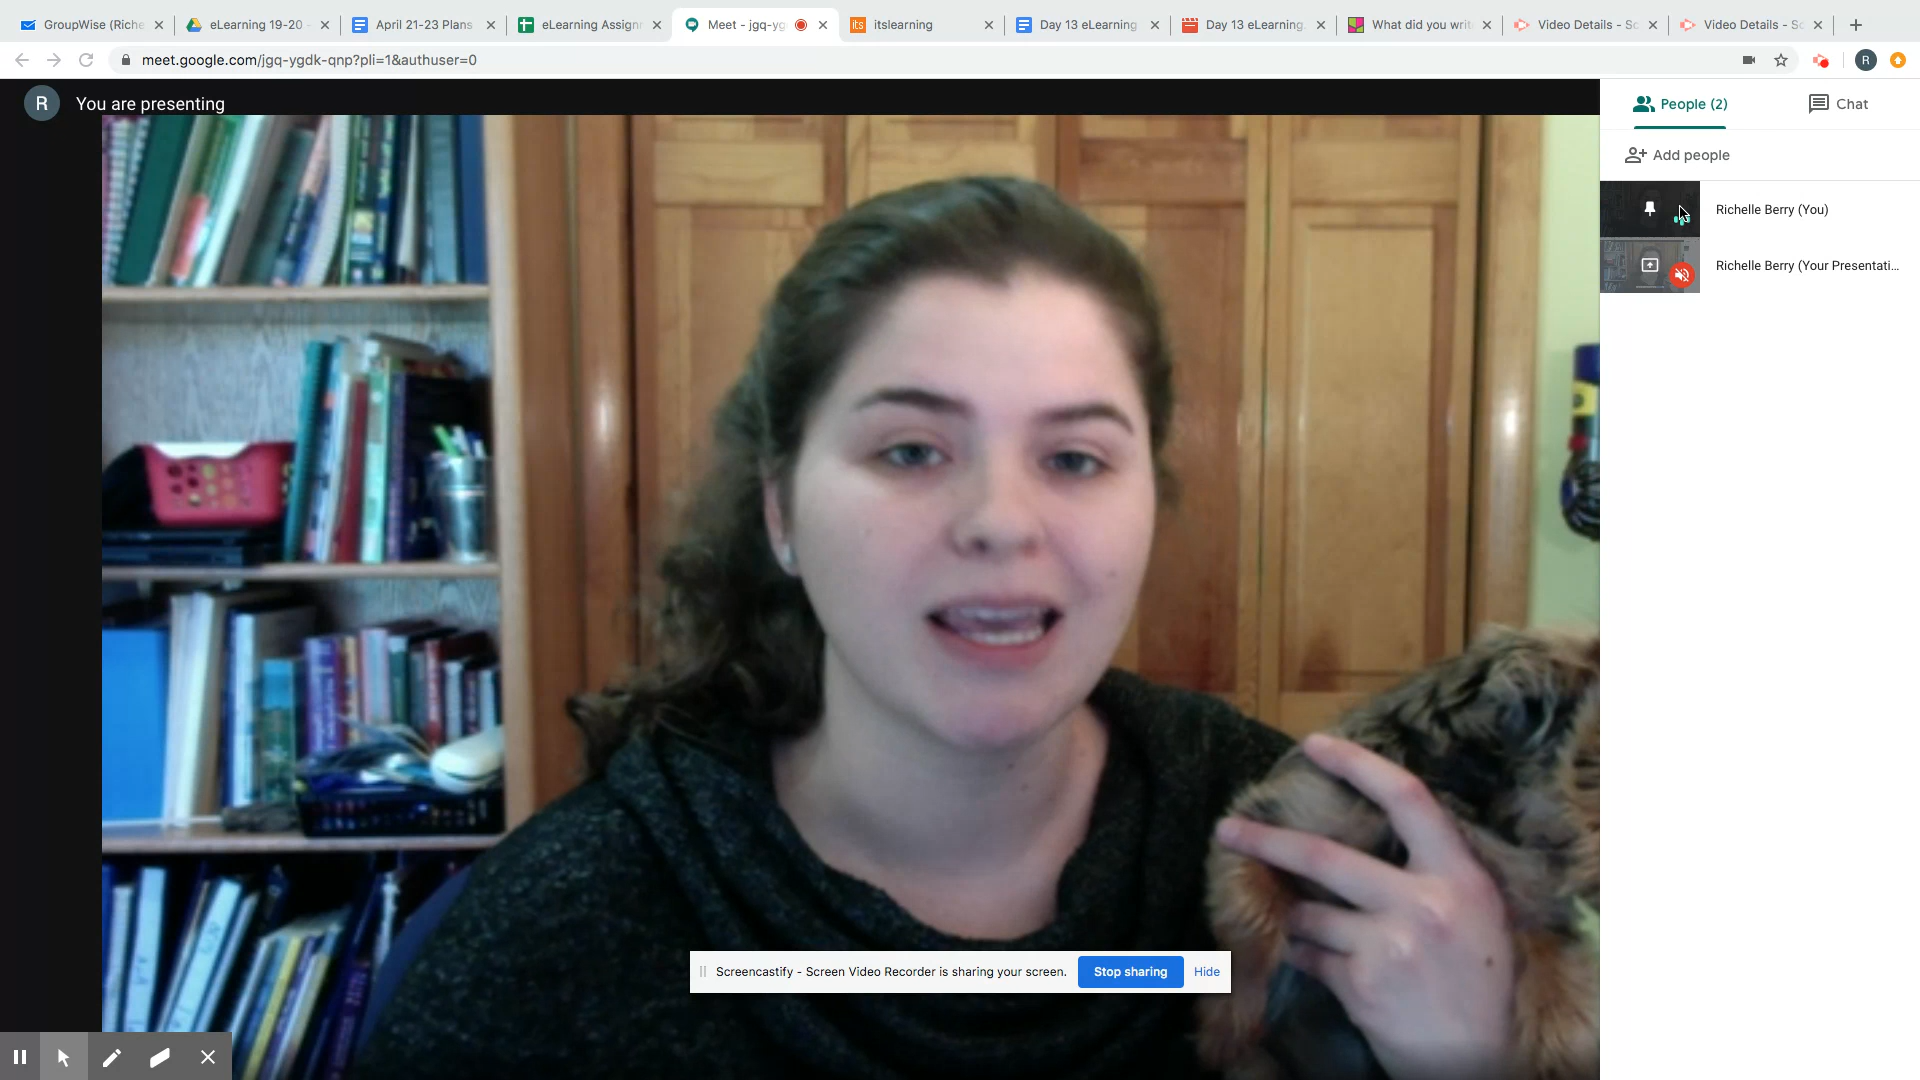 GroupWise (Riche
eLearning 19-20 -
April 21-23 Plans
eLearning Assignr
Meet - jgq-yg
its
itslearning
Day 13 eLearning
Day 13 eLearning.
What did you writ
Video Details - Sc
Video Details - Sc
meet.google.com/jgq-ygdk-qnp?pli=1&authuser=0
R
R
You are presenting
People (2)
Chat
Add people
Richelle Berry (You)
Richelle Berry (Your Presentati...
Screencastify - Screen Video Recorder is sharing your screen.
Stop sharing
Hide